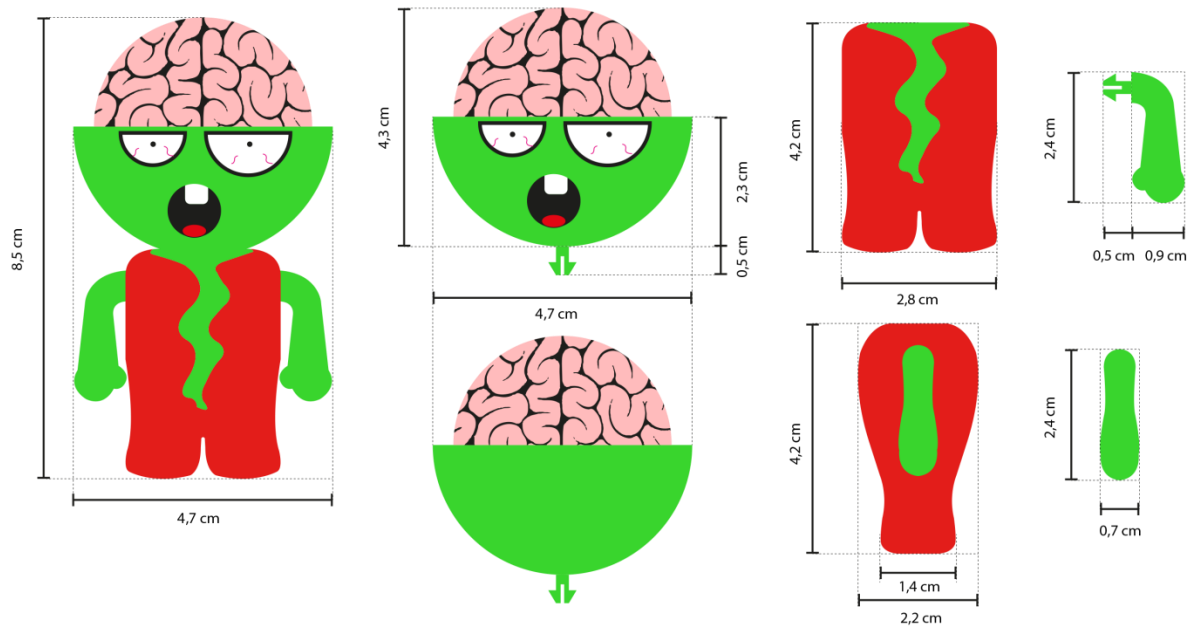 8,5 cm
4,7 cm
4,3 cm
2,3 cm
0,5 cm
4,7 cm
4,2 cm
2,8 cm
2,4 cm
0,5 cm
0,9 cm
4,2 cm
1,4 cm
2,2 cm
2,4 cm
0,7 cm